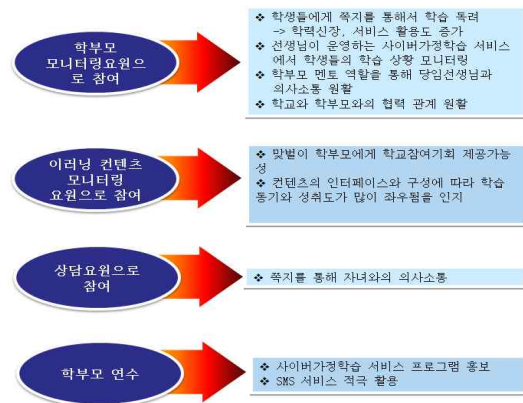 학부모
모니터링요원으
로 참여
❖ 학생들에게 쪽지를 통해서 학습 독려
-> 학력신장, 서비스 활용도 증가
❖ 선생님이 운영하는 사이버가정학습 서비스
에서 학생들의 학습 상황 모니터링
❖ 학부모 멘토 역할을 통해 담임선생님과
의사소통 원활
❖ 학교와 학부모와의 협력 관계 원활
이러닝 컨텐츠
모니터링
요원으로 참여
❖ 맞벌이 학부모에게 학교참여기회 제공가능
성
❖ 컨텐츠의 인터페이스와 구성에 따라 학습
동기와 성취도가 많이 좌우됨을 인지
상담요원으로
참여
❖ 쪽지를 통해 자녀와의 의사소통
학부모 연수
❖ 사이버가정학습 서비스 프로그램 홍보
❖ SMS 서비스 적극 활용